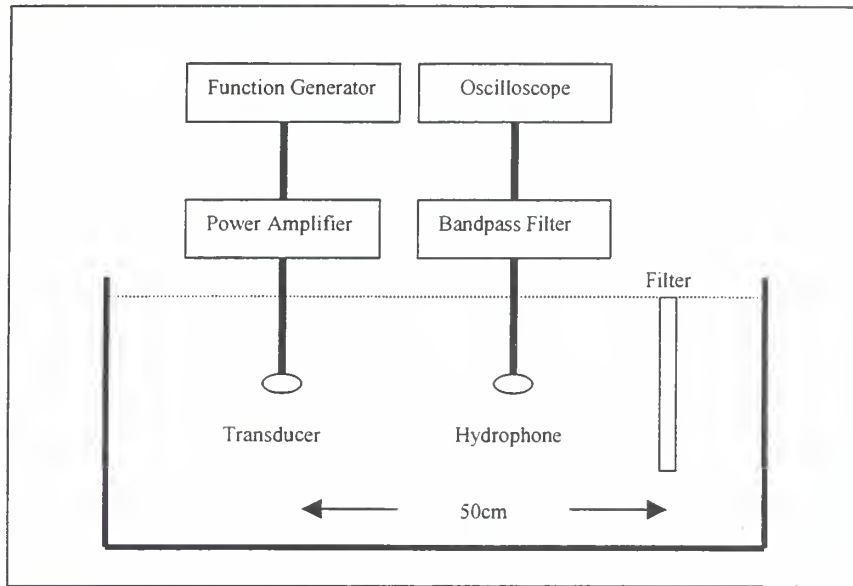 Function Generator
Oscilloscope
Power Amplifier
Bandpass Filter
Filter
Transducer
Hydrophone
50cm